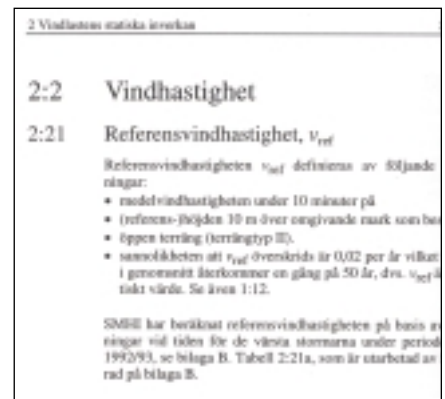 2 Vindlastens statiska inverkan
2:2 Vindhastighet
2:21 Referensvindhastighet, v_ref
Referensvindhastigheten v_ref definieras av följande
ningar:
• medelvindhastigheten under 10 minuter på
• (referens-)höjden 10 m över omgivande mark som bes
• öppen terräng (terrängtyp II).
• sannolikheten att v_ref överskrids är 0,02 per år vilket
i genomsnitt återkommer en gång på 50 år, dvs. v_ref ä
tiskt värde. Se även 1:12.
SMHI har beräknat referensvindhastigheten på basis av
ningar vid tiden för de värsta stormarna under period
1992/93, se bilaga B. Tabell 2:21a, som är utarbetad av
rad på bilaga B.